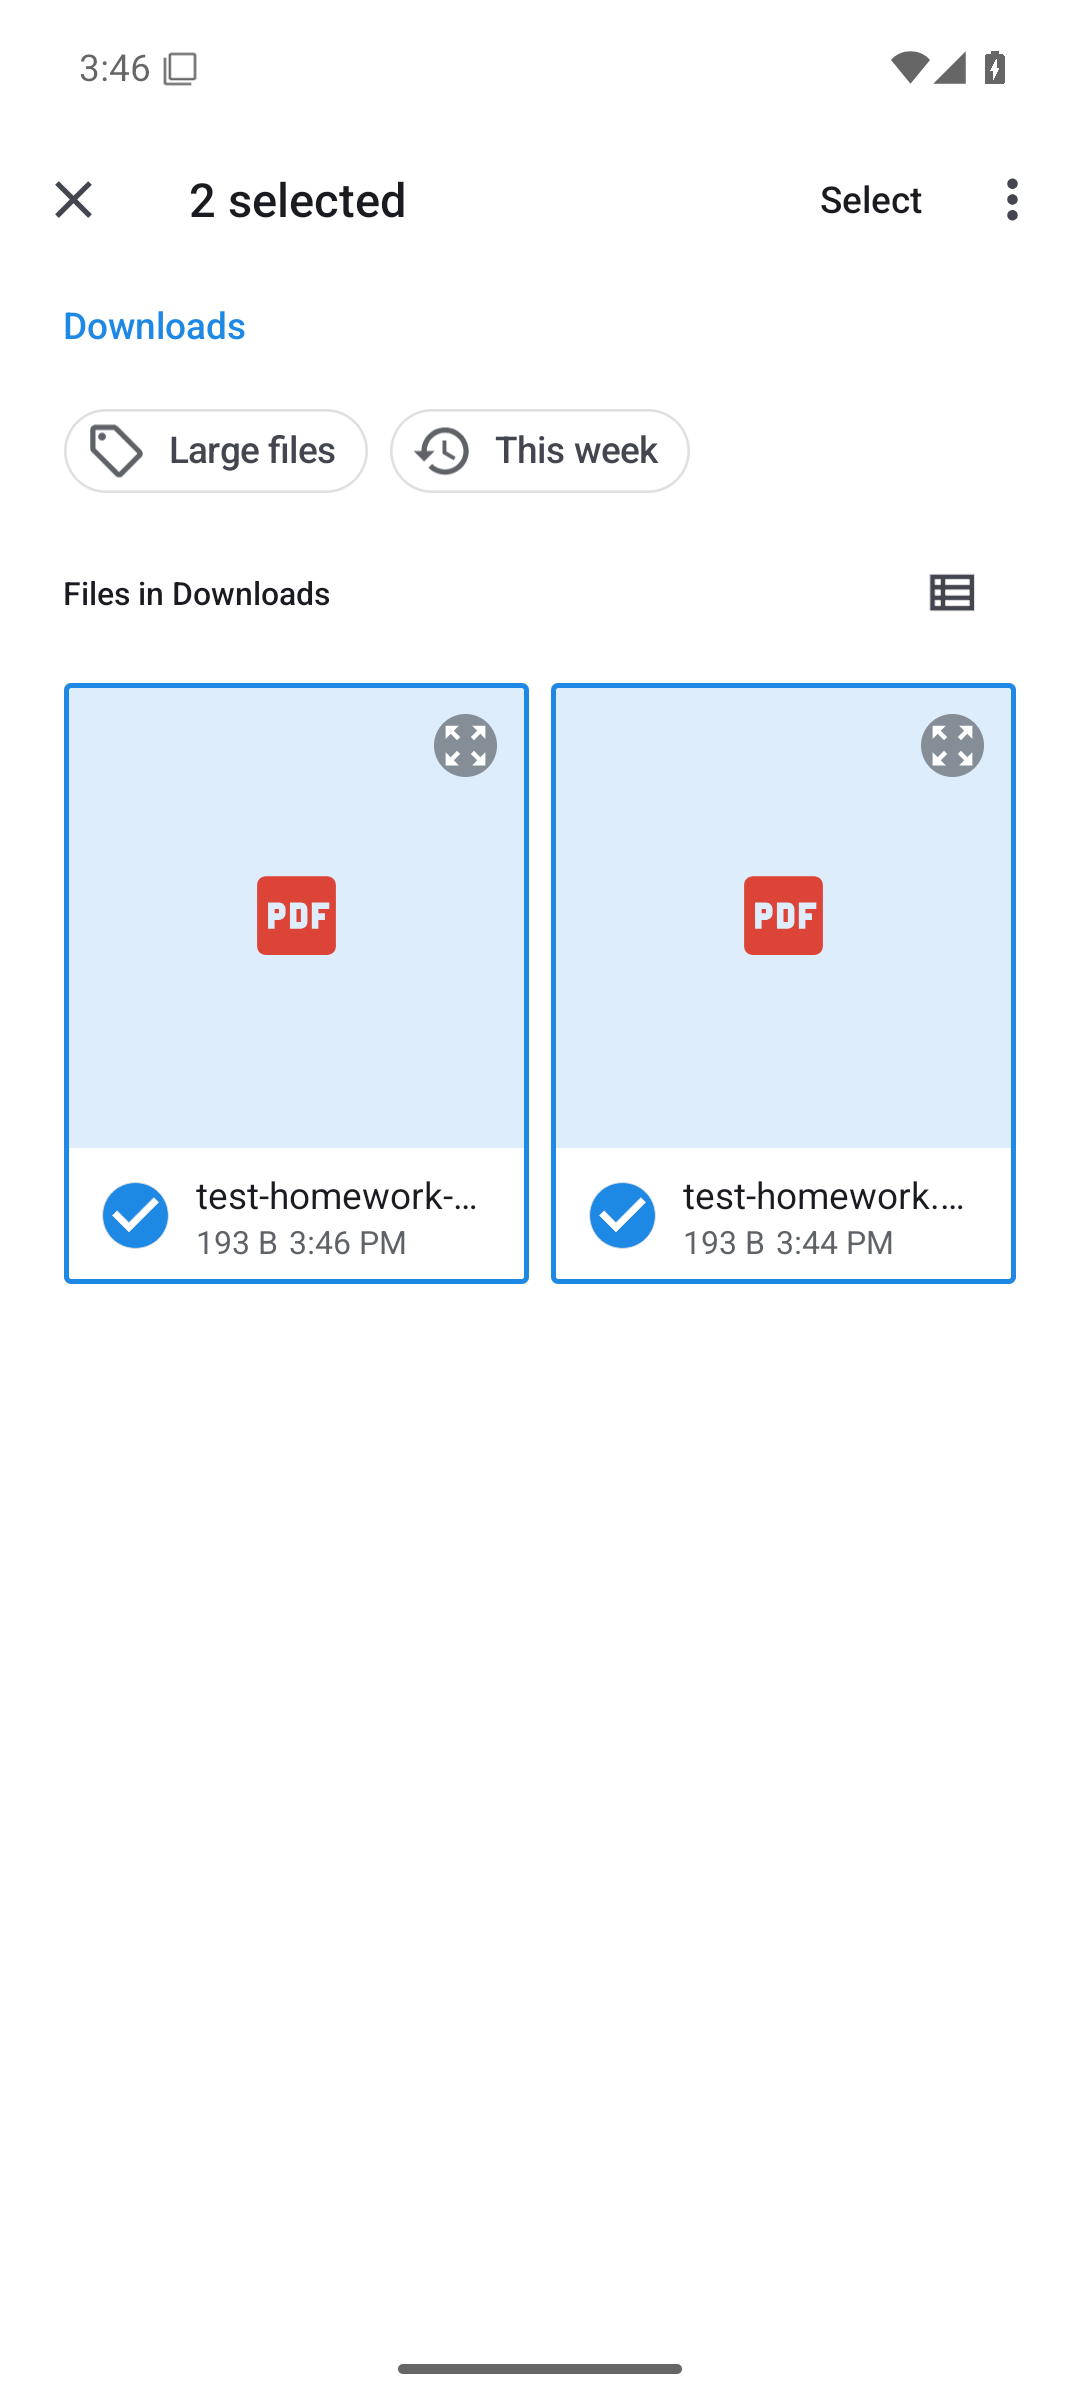 3:46
2 selected
Select
Downloads
Large files
This week
Files in Downloads
PDF
PDF
test-homework-...
193 B 3:46 PM
test-homework....
193 B 3:44 PM